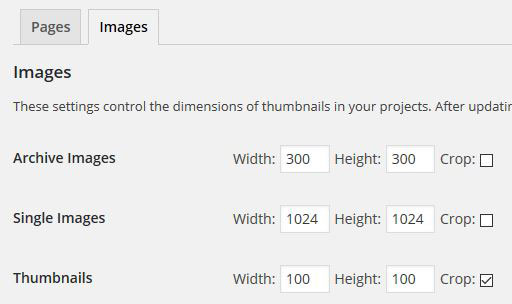 Pages Images
Images
These settings control the dimensions of thumbnails in your projects. After
Archive Images Width: 300 Height: 300 Crop:
Single Images Width: 1024 Height: 1024 Crop:
Thumbnails Width: 100 Height: 100 Crop: